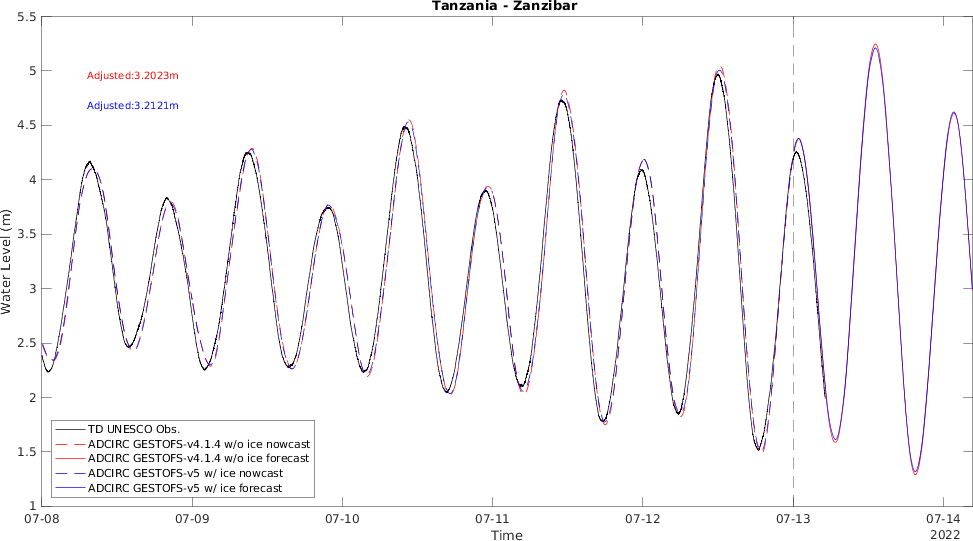 Tanzania - Zanzibar
5.5
5
4.5
4
3.5
3
2.5
2
1.5
1
Water Level (m)
Adjusted:3.2023m
Adjusted:3.2121m
TD UNESCO Obs.
ADCIRC GESTOFS-v4.1.4 w/o ice nowcast
ADCIRC GESTOFS-v4.1.4 w/o ice forecast
ADCIRC GESTOFS-v5 w/ ice nowcast
ADCIRC GESTOFS-v5 w/ ice forecast
07-08 07-09 07-10 07-11 07-12 07-13 07-14
Time
2022